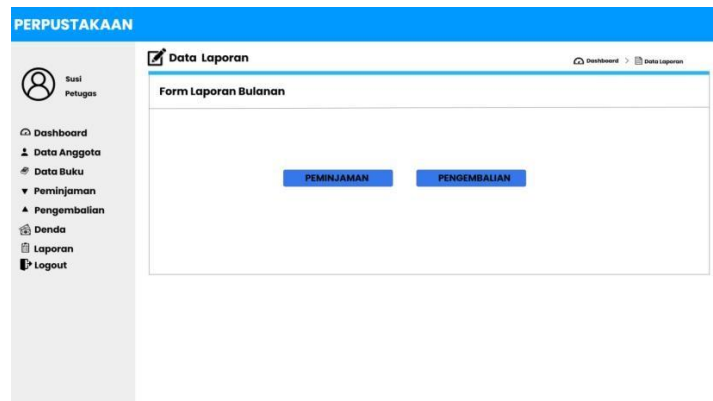 PERPUSTAKAAN
Susi
Petugas
Dashboard
Data Anggota
Data Buku
Peminjaman
Pengembalian
Denda
Laporan
Logout
Data Laporan
Dashboard > Data Laporan
Form Laporan Bulanan
PEMINJAMAN
PENGEMBALIAN